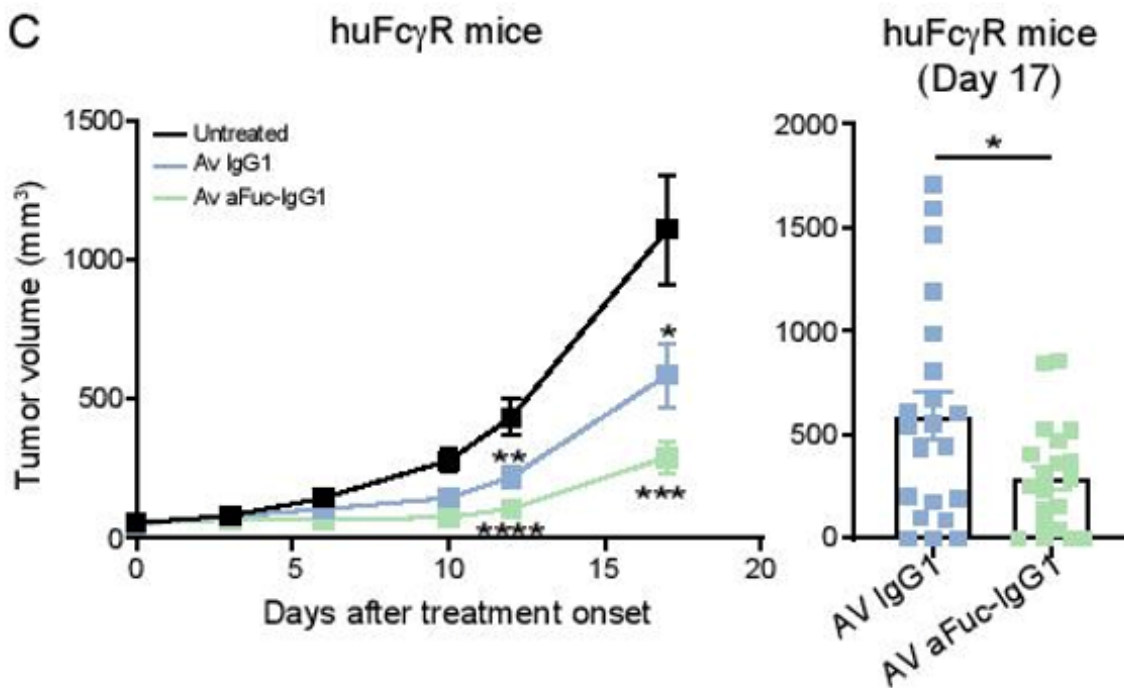 C
huFcγR mice
Tumor volume (mm³)
1500
1000
500
0
Untreated
Av IgG1
Av aFuc-IgG1
**
****
*
***
0
5
10
15
20
Days after treatment onset
huFcγR mice
(Day 17)
2000
1500
1000
500
0
*
AV IgG1
AV aFuc-IgG1